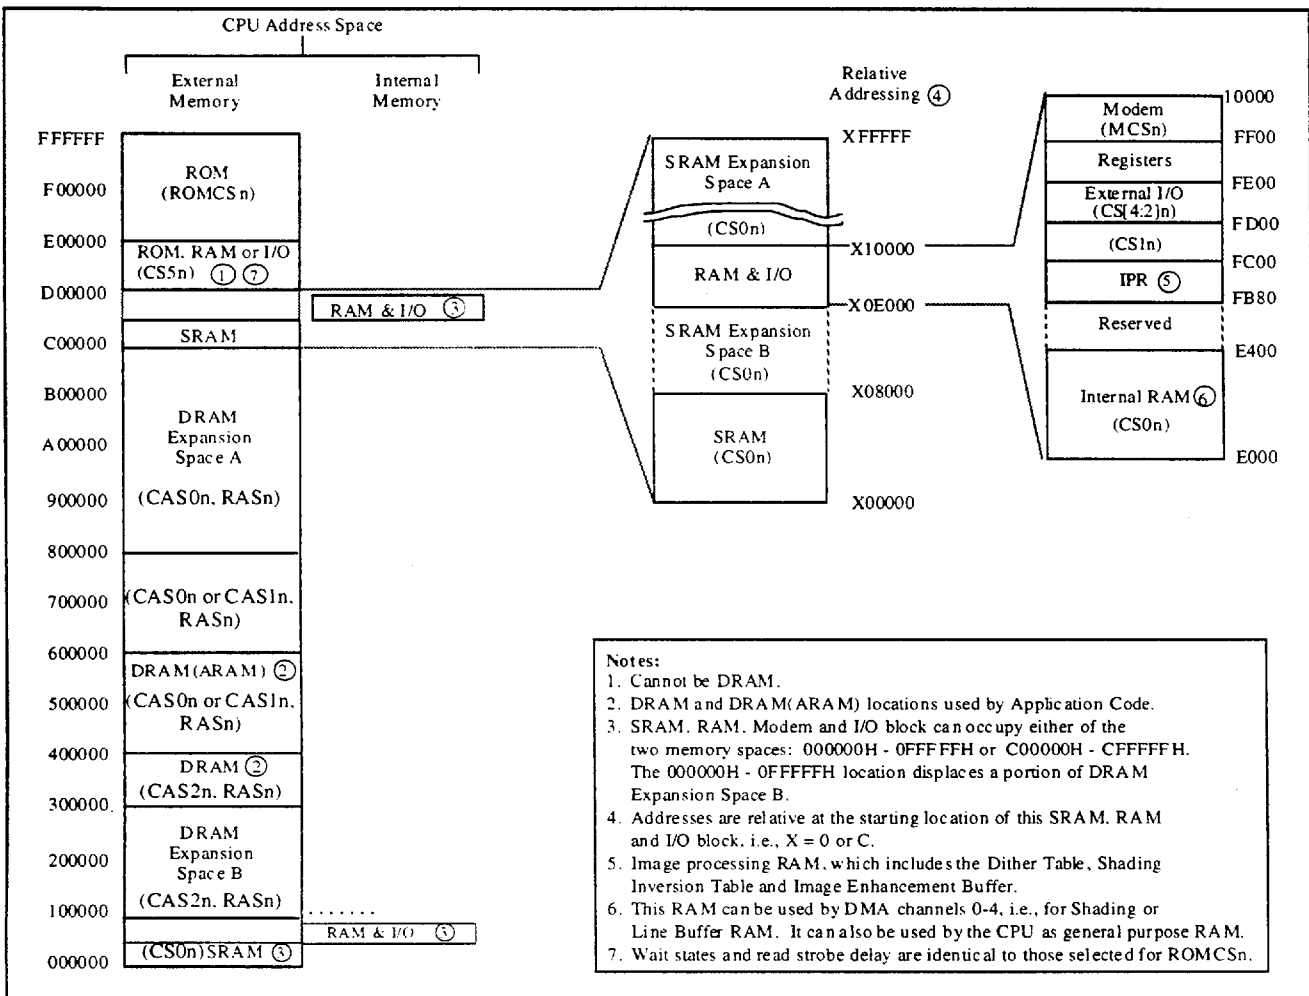 CPU Address Space
External
Memory
Internal
Memory
FFFFFF
F00000
E00000
D00000
C00000
B00000
A00000
900000
800000
700000
600000
500000
400000
300000.
200000
100000
000000
ROM
(ROMCSn)
ROM, RAM or I/O
(CS5n) ① ⑦
RAM & I/O ③
SRAM
DRAM
Expansion
Space A
(CAS0n, RASn)
(CAS0n or CAS1n,
RASn)
DRAM(ARAM) ②
(CAS0n or CAS1n,
RASn)
DRAM ②
(CAS2n, RASn)
DRAM
Expansion
Space B
(CAS2n, RASn)
.......
RAM & I/O ③
(CS0n)SRAM ③
Relative
Addressing ④
XFFFFF
X10000
X0E000
X08000
X00000
SRAM Expansion
Space A
(CS0n)
RAM & I/O
SRAM Expansion
Space B
(CS0n)
SRAM
(CS0n)
10000
FF00
FE00
FD00
FC00
FB80
E400
E000
Modem
(MCSn)
Registers
External I/O
(CS[4:2]n)
(CS1n)
IPR ⑤
Reserved
Internal RAM ⑥
(CS0n)
Notes:
1. Cannot be DRAM.
2. DRAM and DRAM(ARAM) locations used by Application Code.
3. SRAM, RAM, Modem and I/O block can occupy either of the
two memory spaces: 000000H - 0FFFFFH or C00000H - CFFFFFH.
The 000000H - 0FFFFFH location displaces a portion of DRAM
Expansion Space B.
4. Addresses are relative at the starting location of this SRAM, RAM
and I/O block, i.e., X = 0 or C.
5. Image processing RAM, which includes the Dither Table, Shading
Inversion Table and Image Enhancement Buffer.
6. This RAM can be used by DMA channels 0-4, i.e., for Shading or
Line Buffer RAM. It can also be used by the CPU as general purpose RAM.
7. Wait states and read strobe delay are identical to those selected for ROMCSn.